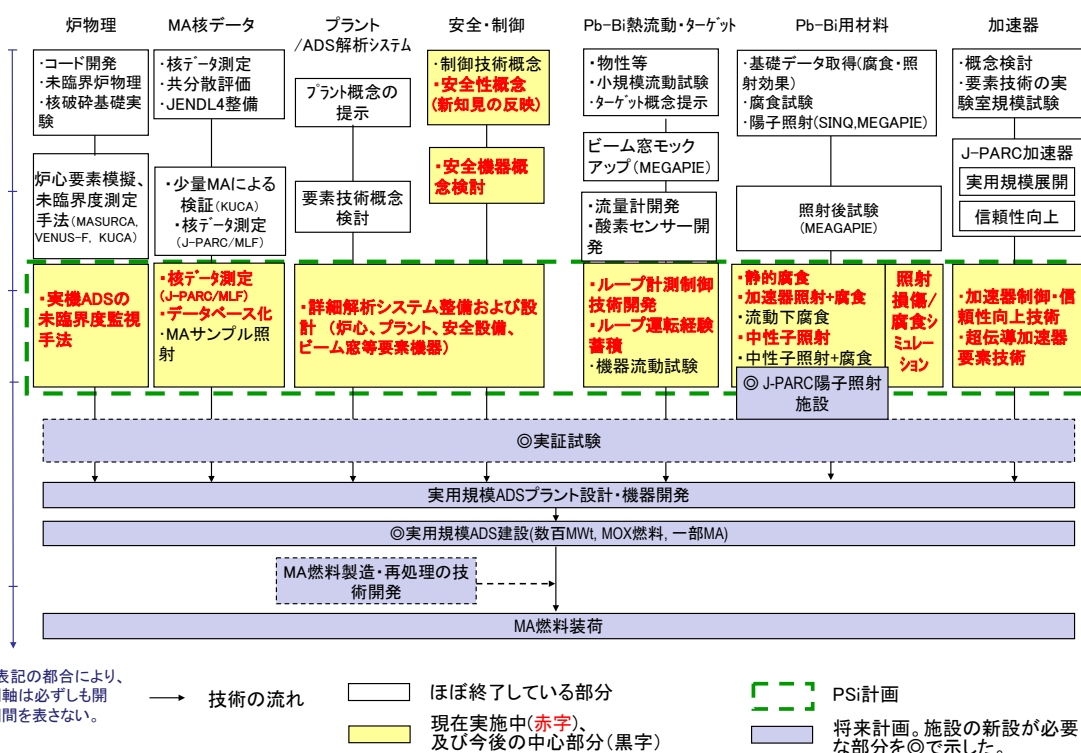 炉物理
MA核データ
プラント
/ADS解析システム
安全・制御
Pb-Bi熱流動・ターゲット
Pb-Bi用材料
加速器
・コード開発
・未臨界炉物理
・核破砕基礎実
験
・核データ測定
・共分散評価
・JENDL4整備
プラント概念の
提示
・制御技術概念
・安全性概念
(新知見の反映)
・物性等
・小規模流動試験
・ターゲット概念提示
・基礎データ取得(腐食・照
射効果)
・腐食試験
・陽子照射(SINQ,MEGAPIE)
・概念検討
・要素技術の実
験室規模試験
炉心要素模擬、
未臨界度測定
手法(MASURCA,
VENUS-F, KUCA)
・少量MAによる
検証(KUCA)
・核データ測定
(J-PARC/MLF)
要素技術概念
検討
・安全機器概
念検討
ビーム窓モック
アップ(MEGAPIE)
・流量計開発
・酸素センサー開
発
照射後試験
(MEAGAPIE)
J-PARC加速器
実用規模展開
信頼性向上
・実機ADSの
未臨界度監視
手法
・核データ測定
(J-PARC/MLF)
・データベース化
・MAサンプル照
射
・詳細解析システム整備および設
計 (炉心、プラント、安全設備、
ビーム窓等要素機器)
・ループ計測制御
技術開発
・ループ運転経験
蓄積
・機器流動試験
・静的腐食
・加速器照射+腐食
・流動下腐食
・中性子照射
・中性子照射+腐食
照射
損傷/
腐食シ
ミュレー
ション
・加速器制御・信
頼性向上技術
・超伝導加速器
要素技術
◎J-PARC陽子照射
施設
◎実証試験
実用規模ADSプラント設計・機器開発
◎実用規模ADS建設(数百MWt, MOX燃料, 一部MA)
MA燃料製造・再処理の技
術開発
MA燃料装荷
表記の都合により、
軸は必ずしも開
間を表さない。
技術の流れ
ほぼ終了している部分
現在実施中(赤字)、
及び今後の中心部分(黒字)
PSi計画
将来計画。施設の新設が必要
な部分を◎で示した。